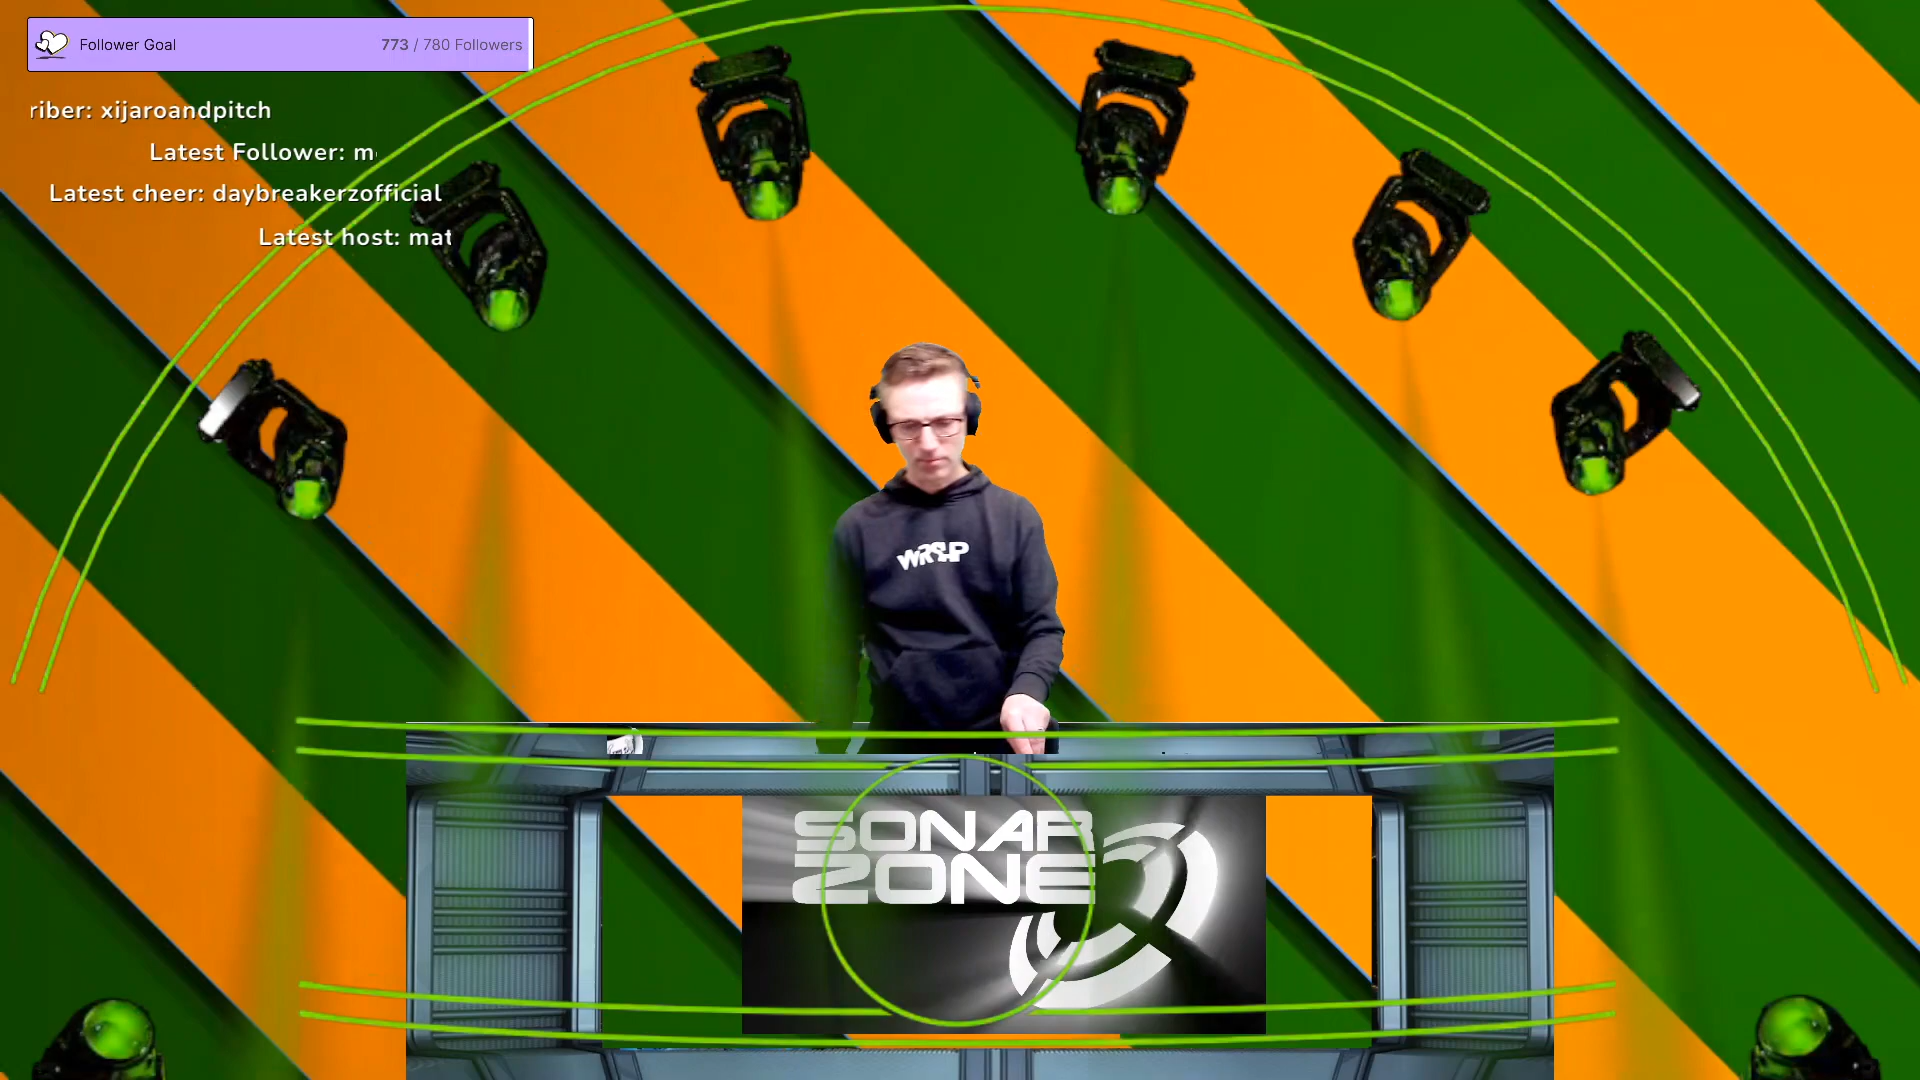 Follower Goal 773 / 780 Followers
riber: xijaroandpitch
Latest Follower: m
Latest cheer: daybreakerzofficial
Latest host: mat
SONAR
ZONE